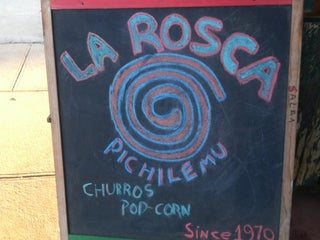 LA ROSCA
PICHILEMU
CHURROS
POP-CORN
Since 1970